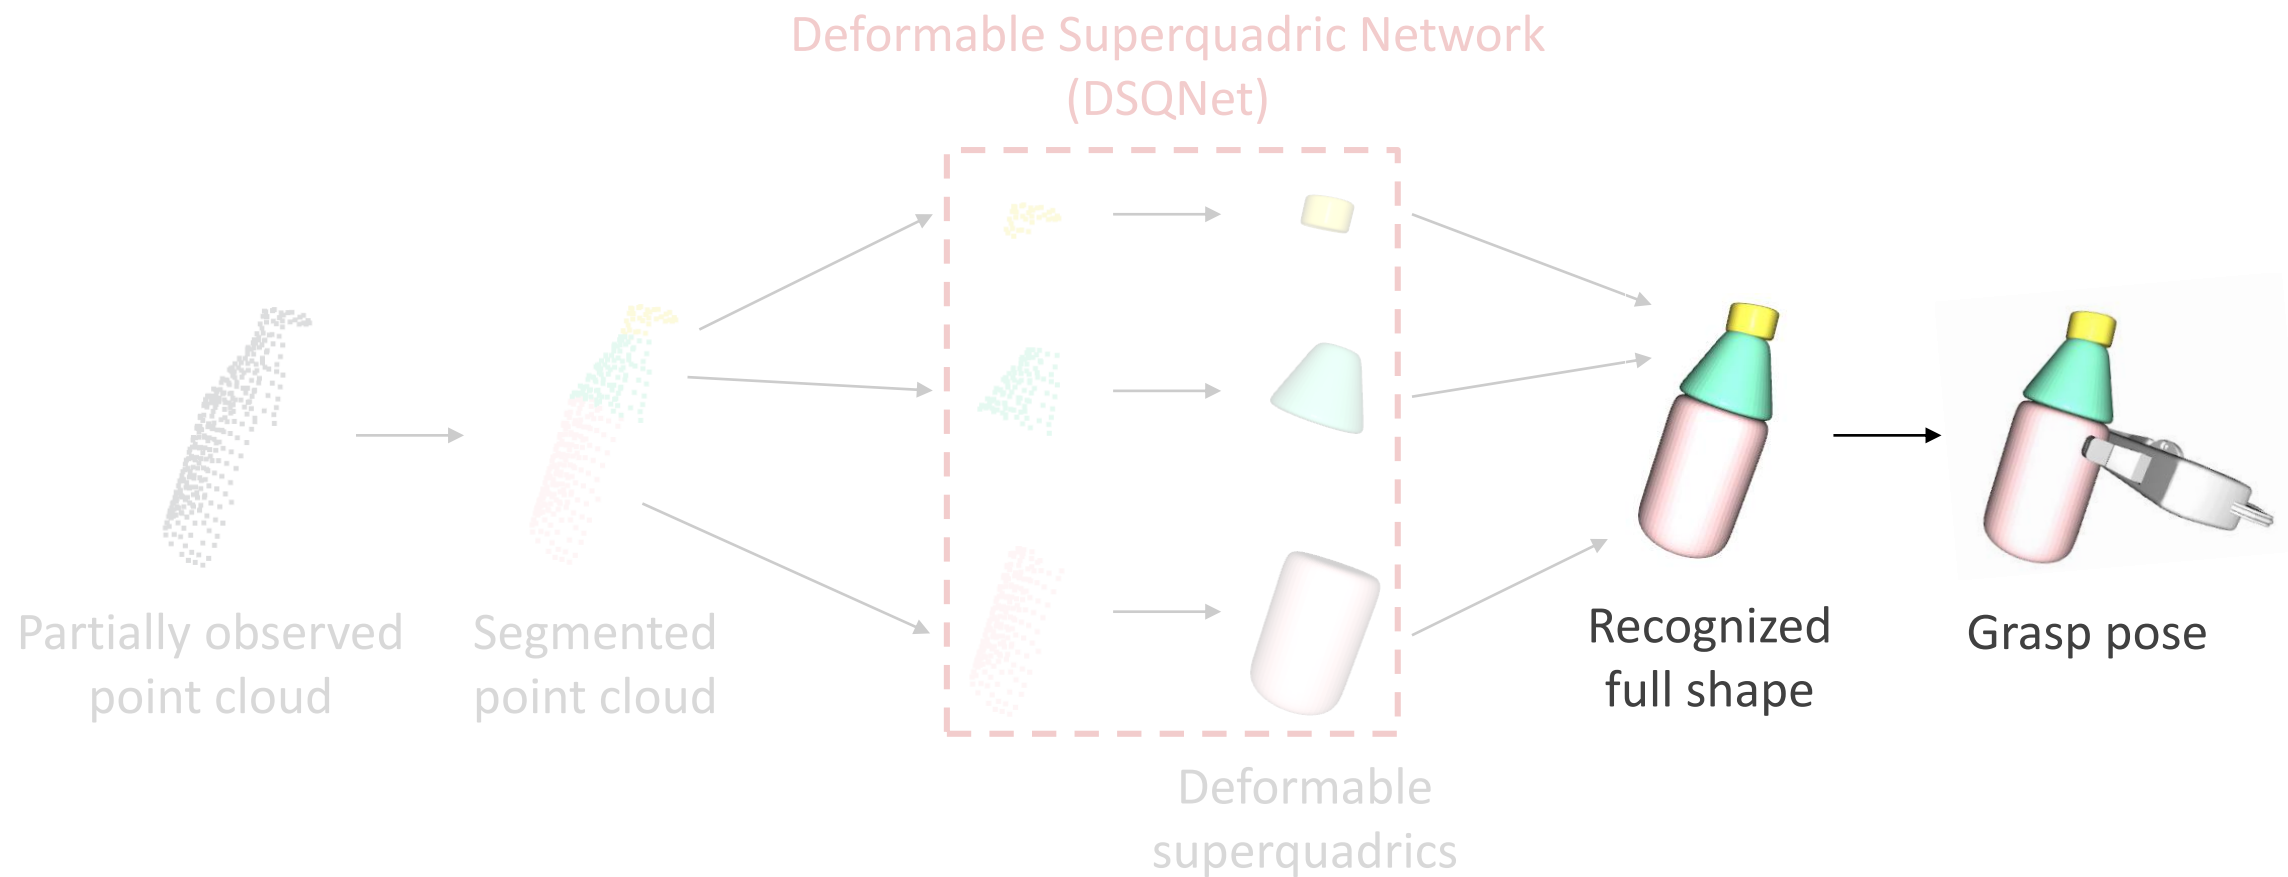 Deformable Superquadric Network
(DSQNet)
Partially observed
point cloud
Segmented
point cloud
Deformable
superquadrics
Recognized
full shape
Grasp pose